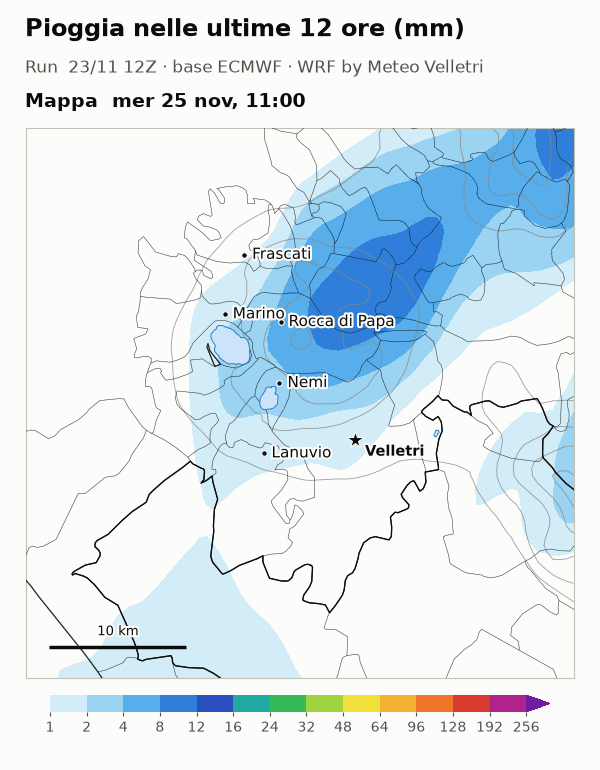 Pioggia nelle ultime 12 ore (mm)
Run  23/11 12Z · base ECMWF · WRF by Meteo Velletri
Mappa  mer 25 nov, 11:00
Frascati
Marino
Rocca di Papa
Nemi
Lanuvio
Velletri
10 km
1 2 4 8 12 16 24 32 48 64 96 128 192 256